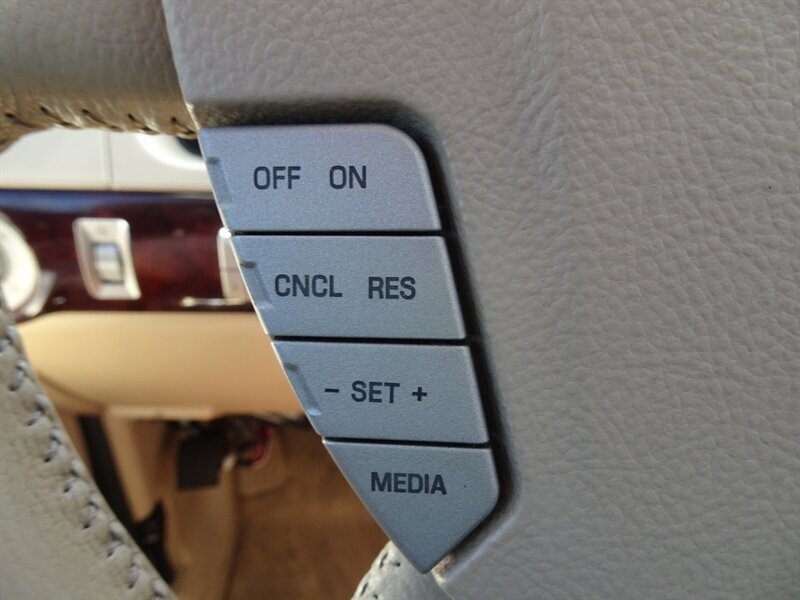 OFF ON
CNCL RES
- SET +
MEDIA